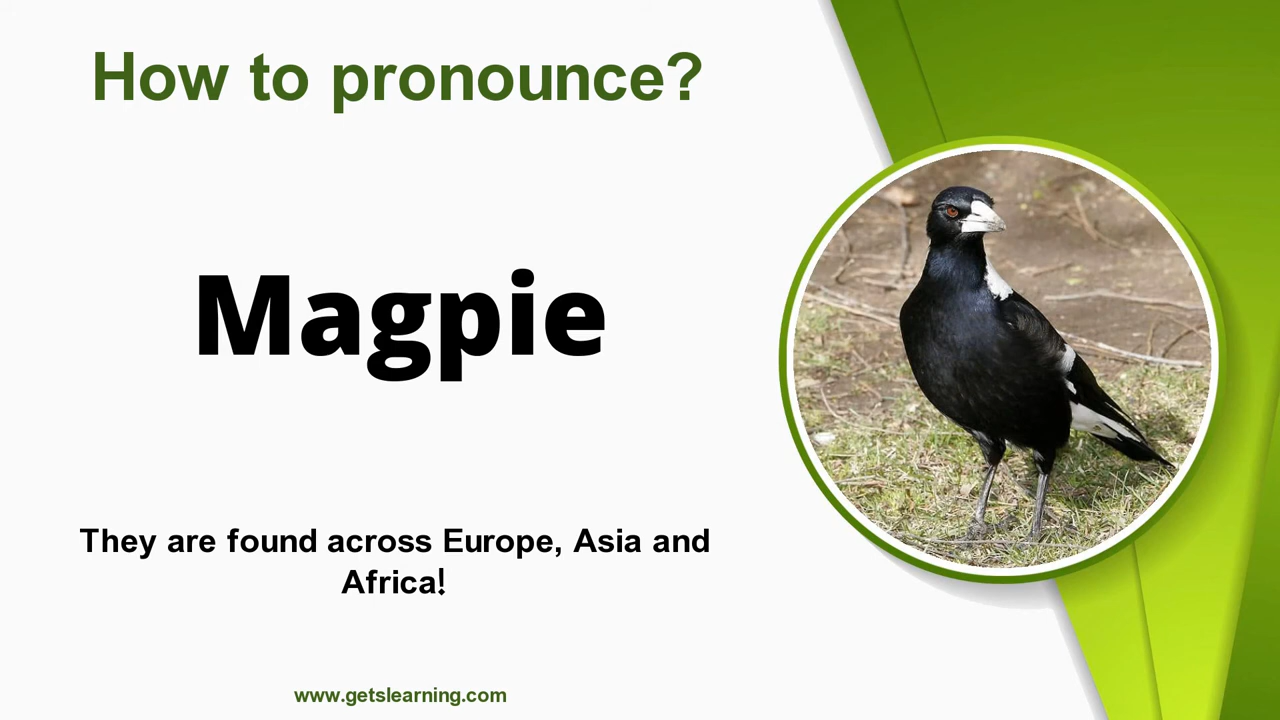 How to pronounce?
Magpie
They are found across Europe, Asia and
Africa!
www.getslearning.com